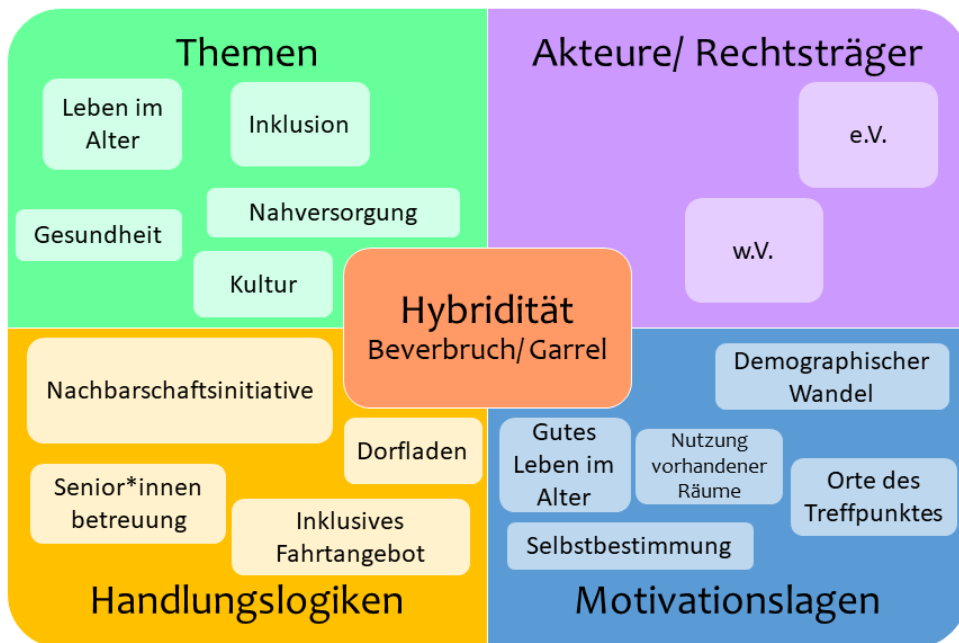 Themen
Leben im
Alter
Inklusion
Gesundheit
Nahversorgung
Kultur
Akteure/ Rechtsträger
e.V.
w.V.
Hybridität
Beverbruch/ Garrel
Nachbarschaftsinitiative
Dorfladen
Senior*innen
betreuung
Inklusives
Fahrtangebot
Handlungslogiken
Demographischer
Wandel
Gutes
Leben im
Alter
Nutzung
vorhandener
Räume
Orte des
Treffpunktes
Selbstbestimmung
Motivationslagen